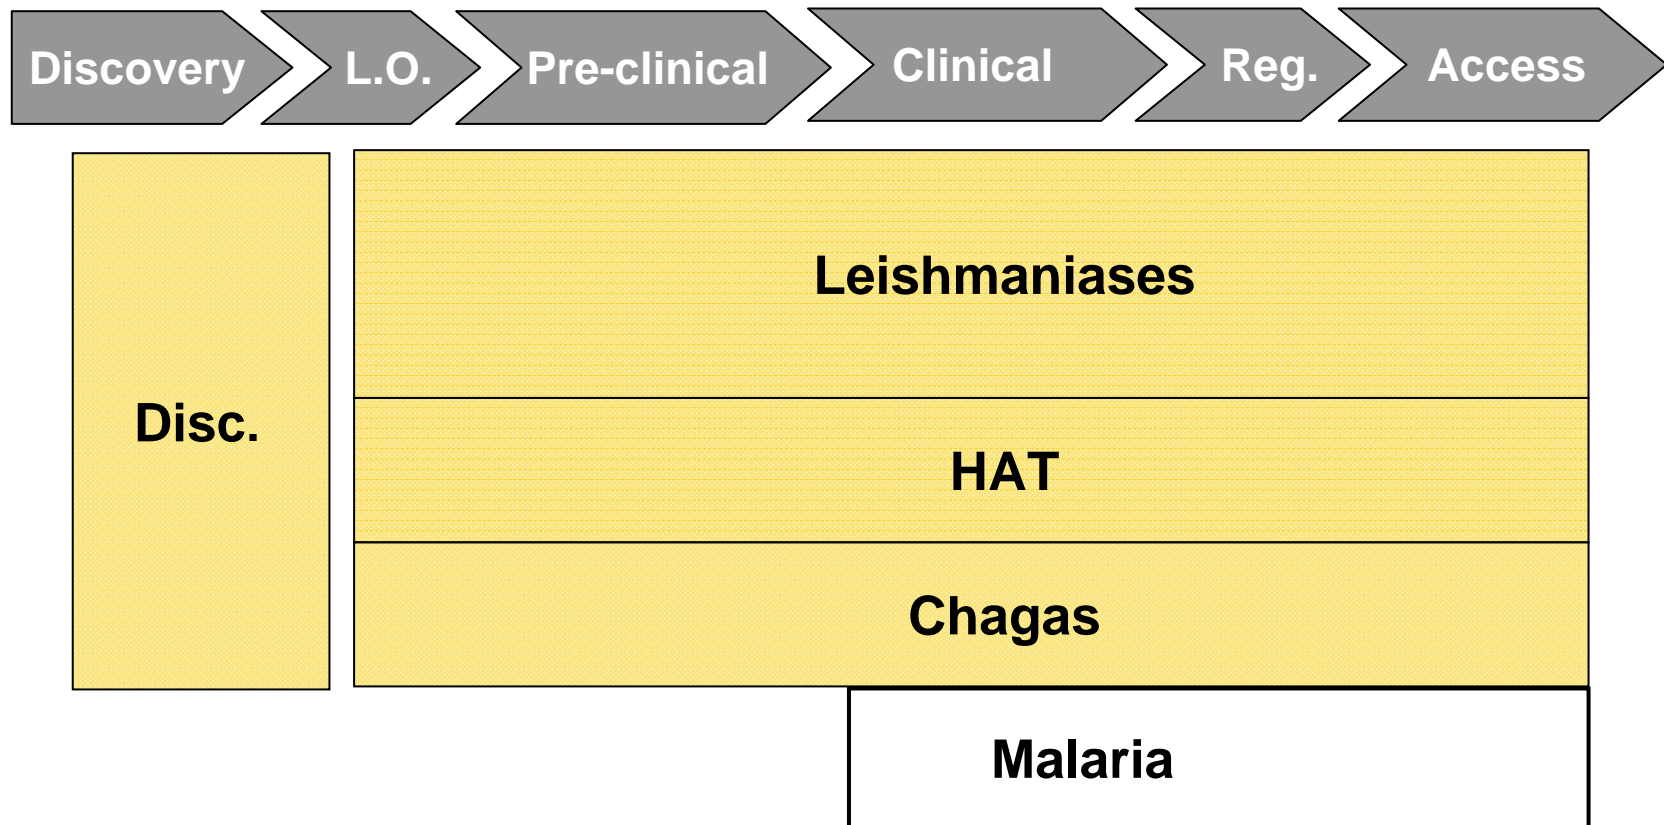 Discovery
L.O.
Pre-clinical
Clinical
Reg.
Access
Disc.
Leishmaniases
HAT
Chagas
Malaria